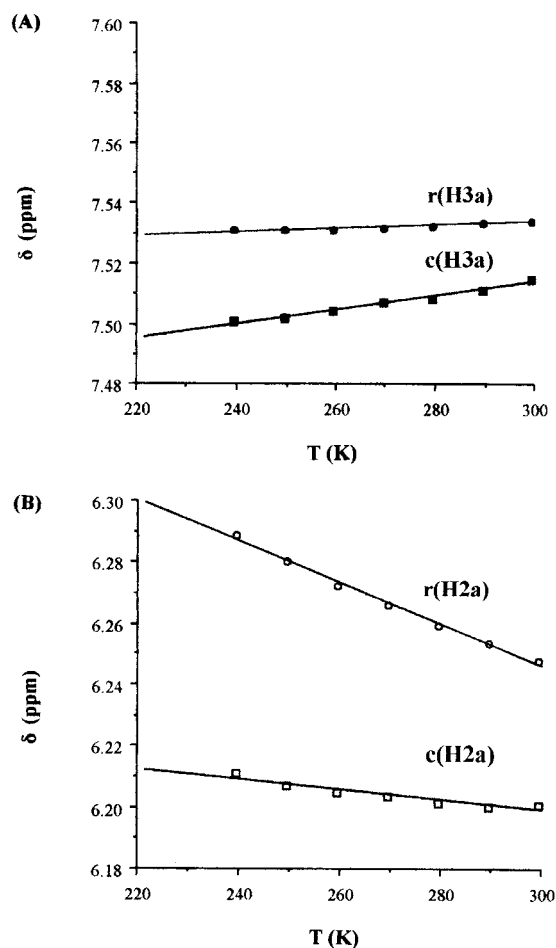 (A)
7.60
7.58
7.56
7.54
7.52
7.50
7.48
δ (ppm)
r(H3a)
c(H3a)
220 240 260 280 300
T (K)
(B)
6.30
6.28
6.26
6.24
6.22
6.20
6.18
δ (ppm)
r(H2a)
c(H2a)
220 240 260 280 300
T (K)